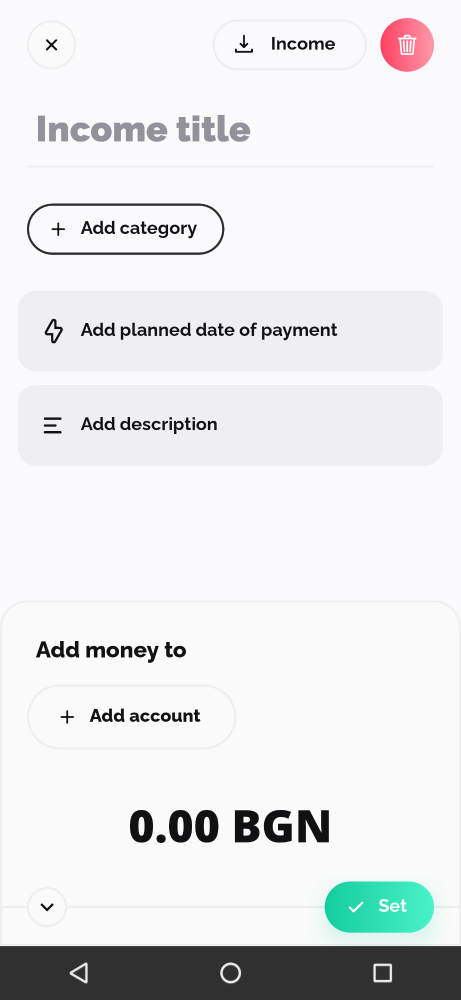 Income
Income title
Add category
Add planned date of payment
Add description
Add money to
Add account
0.00 BGN
Set